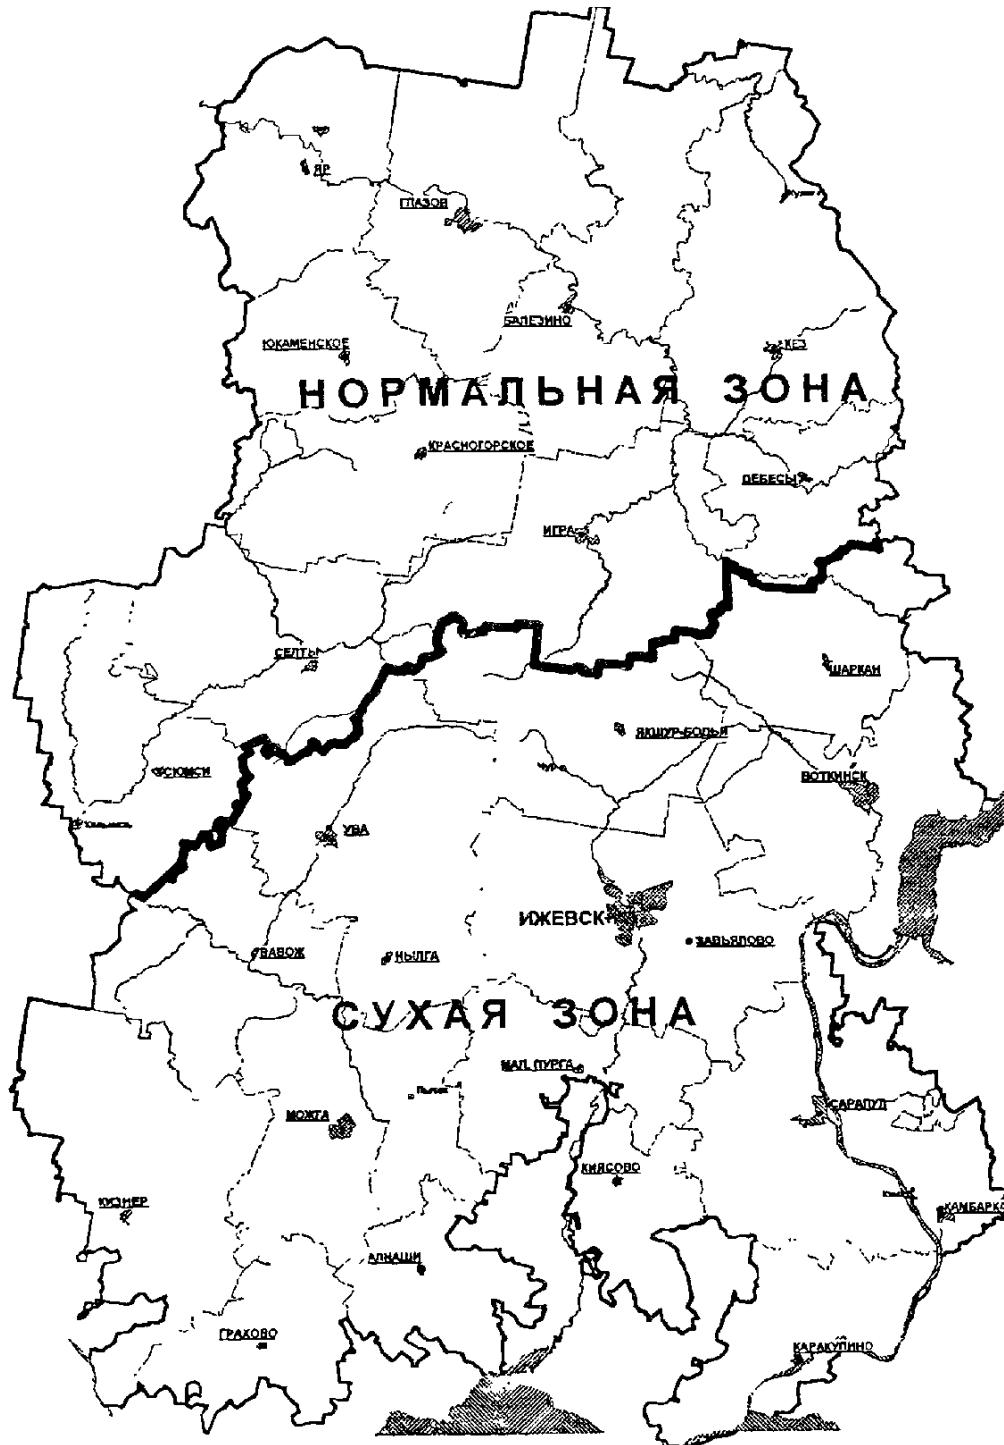 ЯР
ГЛАЗОВ
БАЛЕЗИНО
ЮКАМЕНСКОЕ
КЕЗ
НОРМАЛЬНАЯ ЗОНА
КРАСНОГОРСКОЕ
ДЕБЕСЫ
ИГРА
СЕЛТЫ
ШАРКАН
ЯКШУР-БОДЬЯ
СЮМСИ
ВОТКИНСК
УВА
ИЖЕВСК
ЗАВЬЯЛОВО
ВАВОЖ
НЫЛГА
СУХАЯ ЗОНА
МАЛ. ПУРГА
САРАПУЛ
МОЖГА
КИЯСОВО
КИЗНЕР
КАМБАРКА
АЛНАШИ
ГРАХОВО
КАРАКУЛИНО